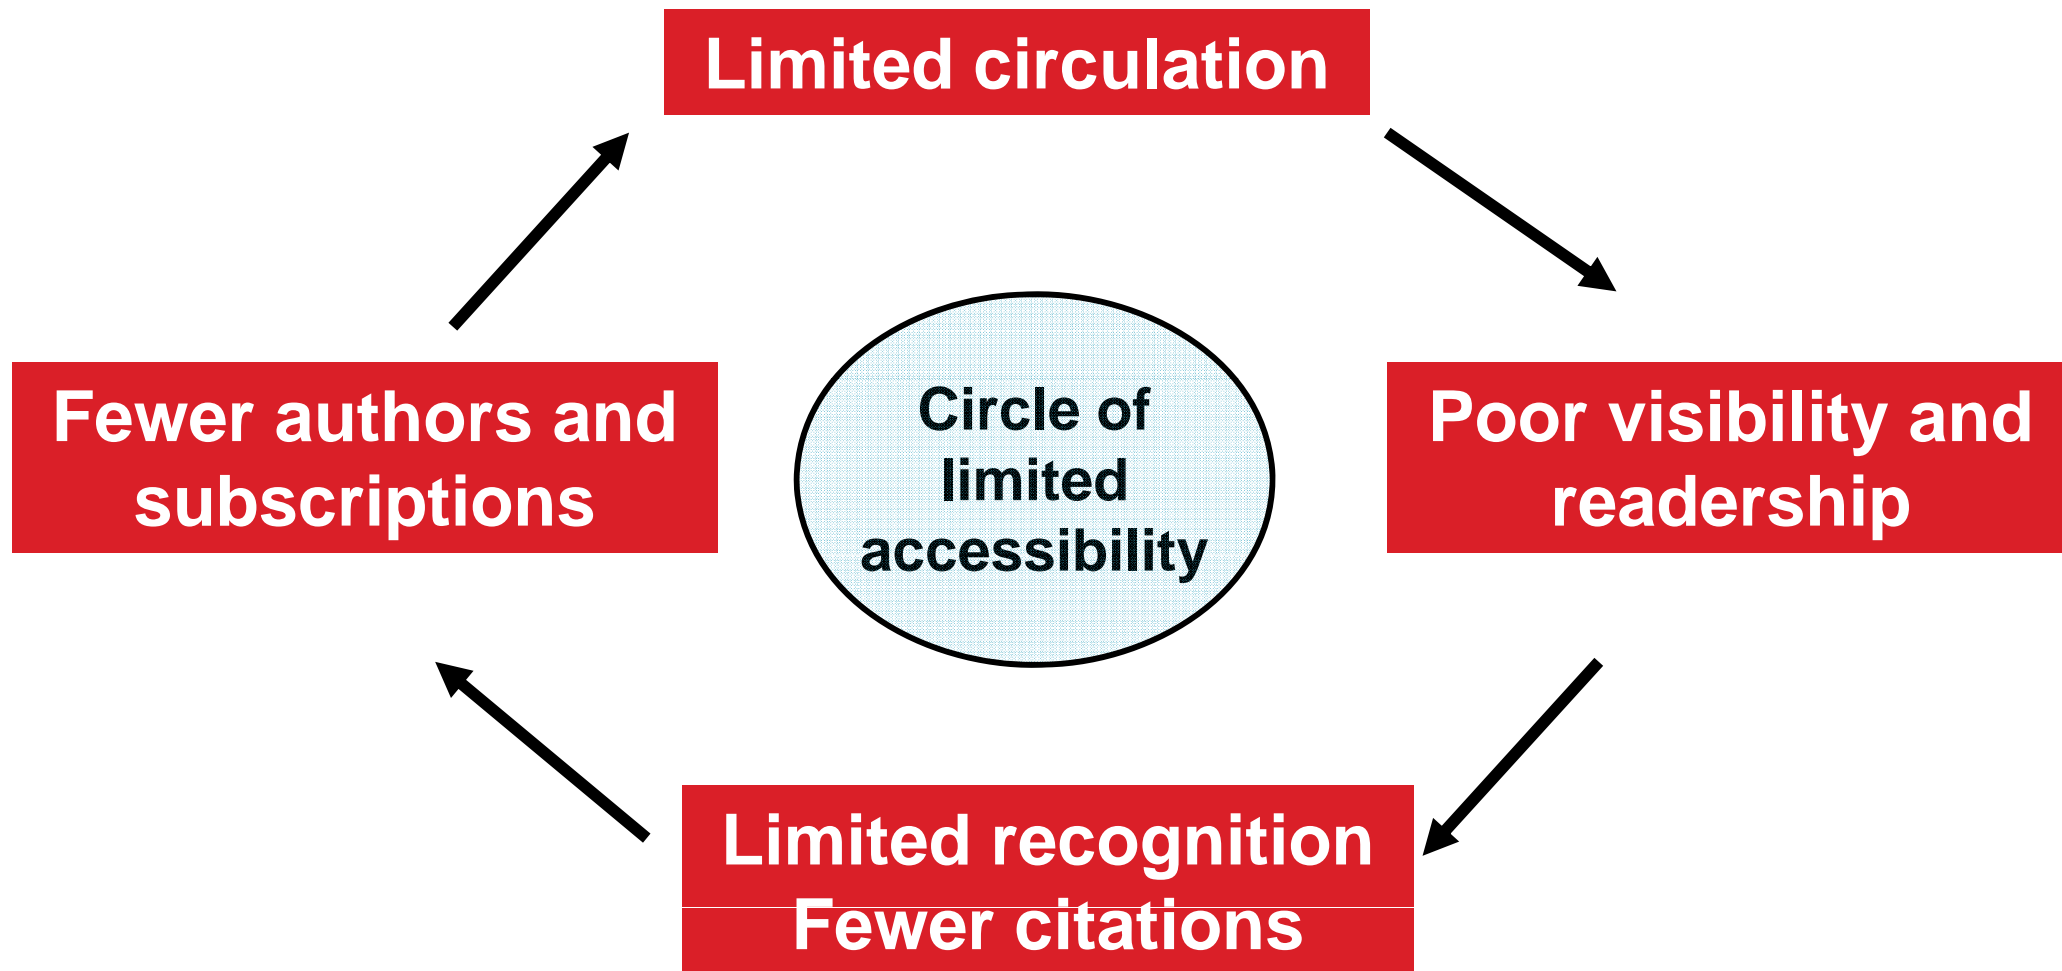 Limited circulation
Fewer authors and
subscriptions
Circle of
limited
accessibility
Poor visibility and
readership
Limited recognition
Fewer citations